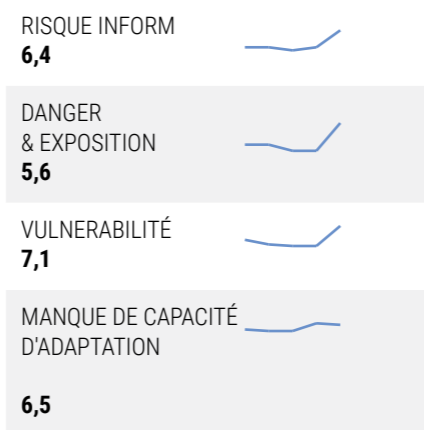 RISQUE INFORM
6,4
DANGER
& EXPOSITION
5,6
VULNERABILITÉ
7,1
MANQUE DE CAPACITÉ
D'ADAPTATION
6,5